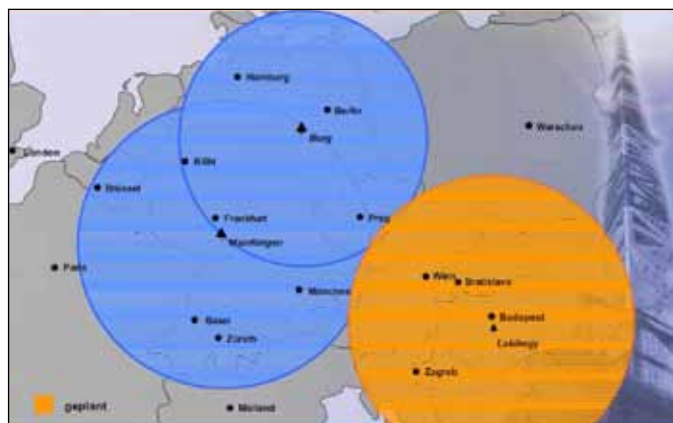 Hamburg
Berlin
Burg
Warschau
London
Köln
Brüssel
Frankfurt
Prag
Mainflingen
Paris
Wien
Bratislava
München
Budapest
Lakihegy
Basel
Zürich
Zagreb
Mailand
geplant